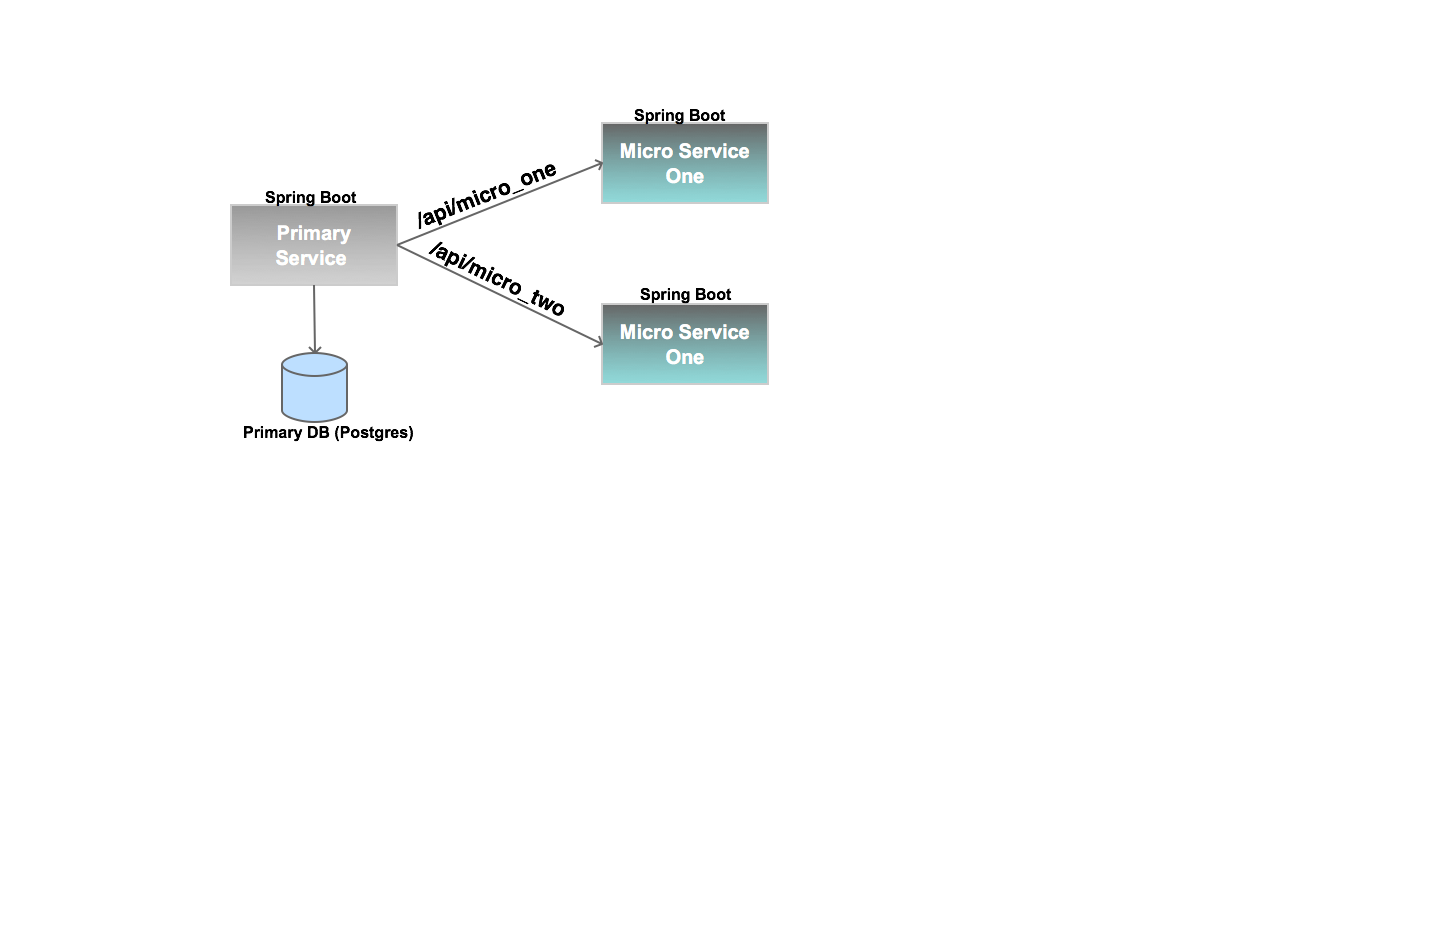 Spring Boot
Micro Service
One
/api/micro_one
Spring Boot
Primary
Service
/api/micro_two
Spring Boot
Micro Service
One
Primary DB (Postgres)